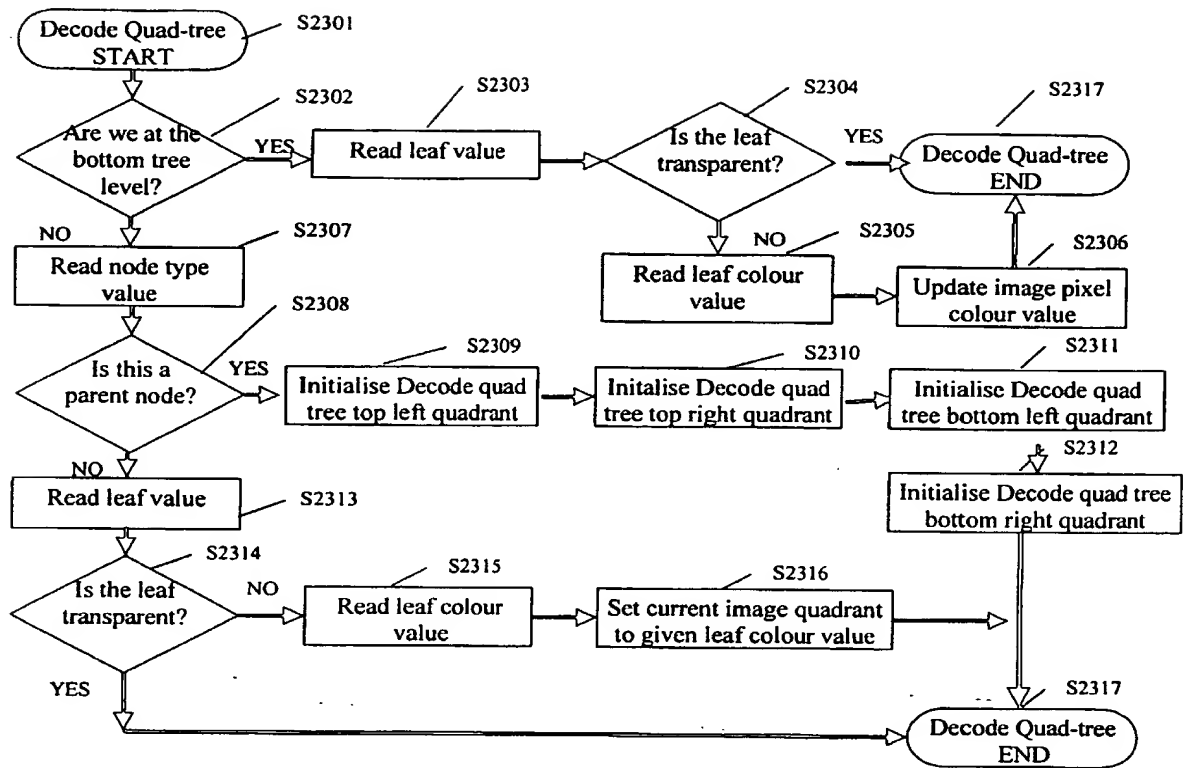 Decode Quad-tree
START
S2301
S2302
Are we at the
bottom tree
level?
YES
S2303
Read leaf value
S2304
Is the leaf
transparent?
YES
S2317
Decode Quad-tree
END
NO
S2305
Read leaf colour
value
S2306
Update image pixel
colour value
NO
S2307
Read node type
value
S2308
Is this a
parent node?
YES
S2309
Initialise Decode quad
tree top left quadrant
S2310
Initalise Decode quad
tree top right quadrant
S2311
Initialise Decode quad
tree bottom left quadrant
S2312
Initialise Decode quad tree
bottom right quadrant
NO
Read leaf value
S2313
S2314
Is the leaf
transparent?
NO
S2315
Read leaf colour
value
S2316
Set current image quadrant
to given leaf colour value
YES
S2317
Decode Quad-tree
END